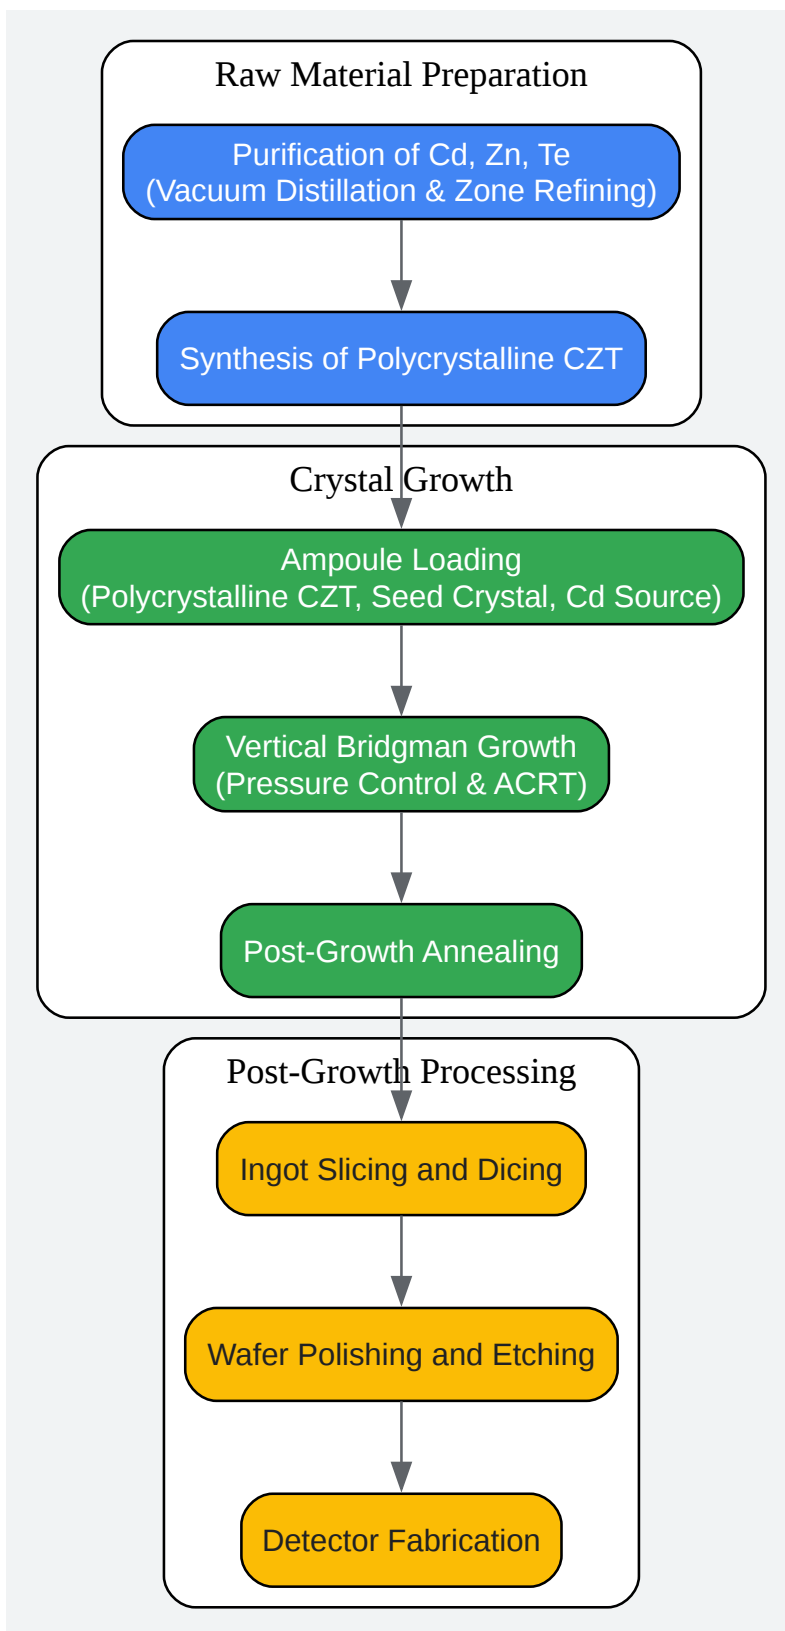 Raw Material Preparation
Purification of Cd, Zn, Te
(Vacuum Distillation & Zone Refining)
Synthesis of Polycrystalline CZT
Crystal Growth
Ampoule Loading
(Polycrystalline CZT, Seed Crystal, Cd Source)
Vertical Bridgman Growth
(Pressure Control & ACRT)
Post-Growth Annealing
Post-Growth Processing
Ingot Slicing and Dicing
Wafer Polishing and Etching
Detector Fabrication